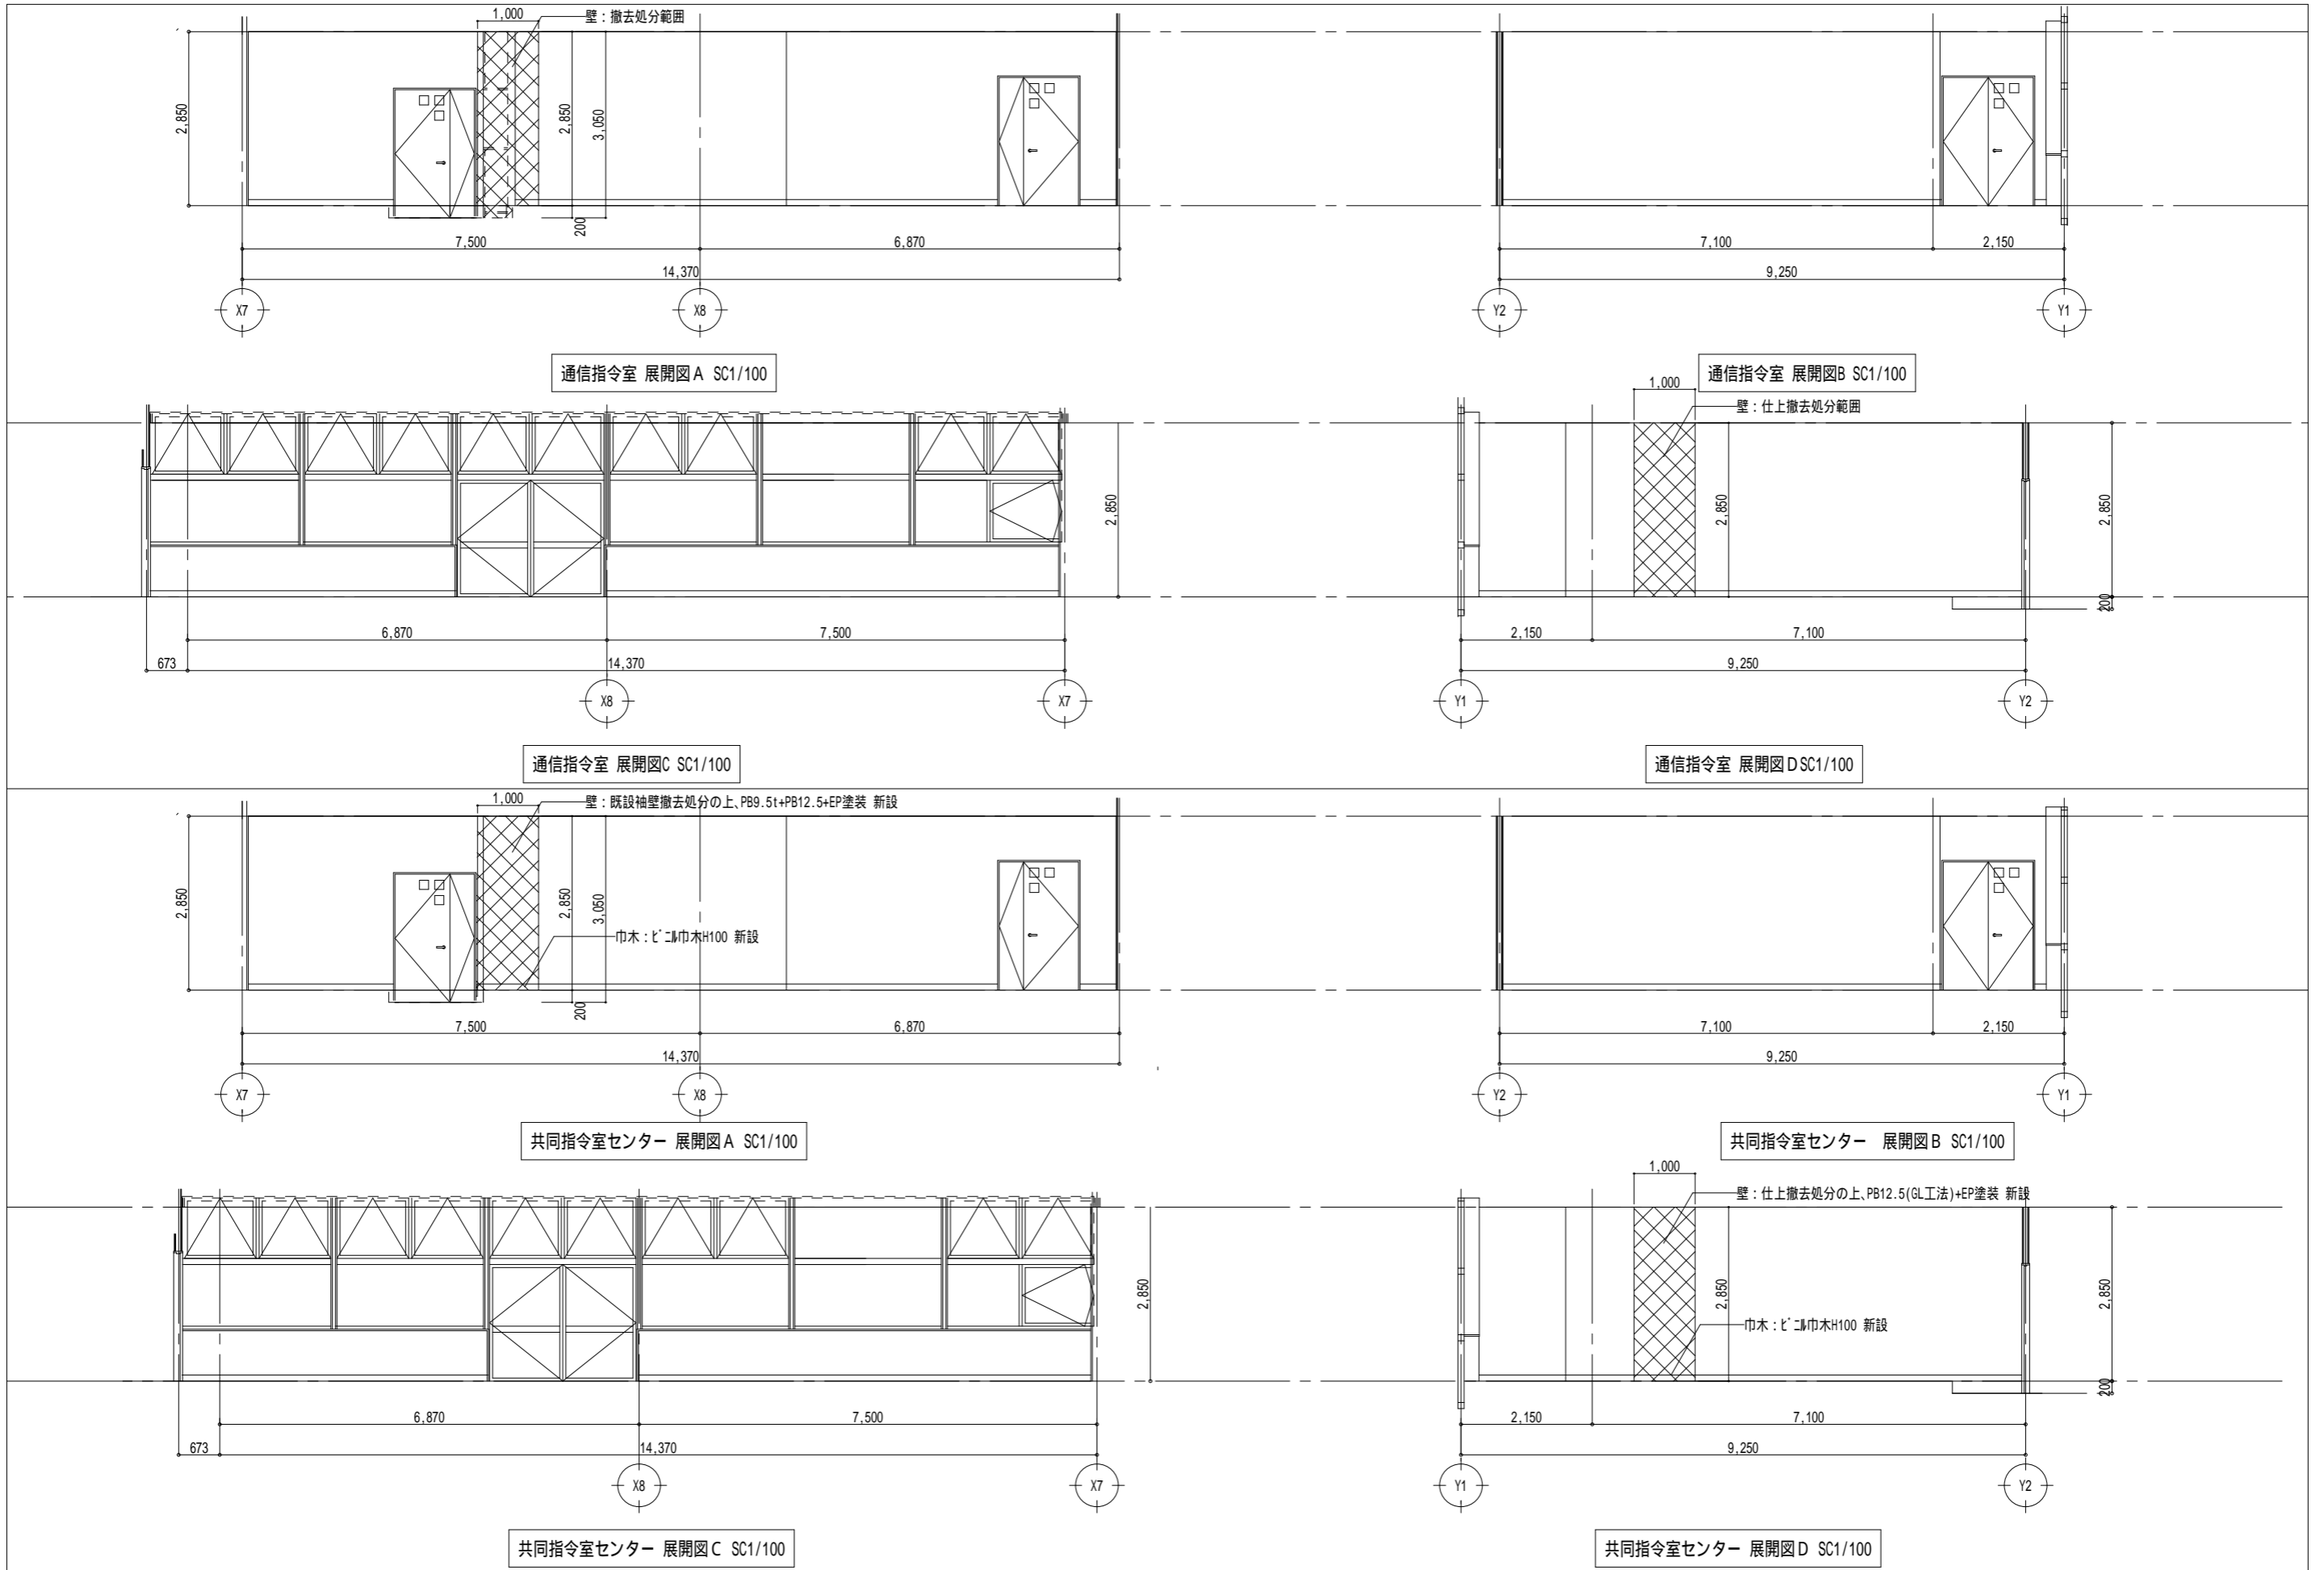 1,000
壁：撤去処分範囲
2,850
2,850
3,050
200
7,500
6,870
14,370
X7
X8
通信指令室 展開図A SC1/100
7,100
2,150
9,250
Y2
Y1
通信指令室 展開図B SC1/100
2,850
6,870
7,500
673
14,370
X8
X7
通信指令室 展開図C SC1/100
1,000
壁：仕上撤去処分範囲
2,850
2,850
200
2,150
7,100
9,250
Y1
Y2
通信指令室 展開図D SC1/100
1,000
壁：既設袖壁撤去処分の上、PB9.5t+PB12.5+EP塗装 新設
2,850
2,850
3,050
巾木：ビニル巾木H100 新設
200
7,500
6,870
14,370
X7
X8
共同指令室センター 展開図A SC1/100
7,100
2,150
9,250
Y2
Y1
共同指令室センター 展開図B SC1/100
2,850
6,870
7,500
673
14,370
X8
X7
共同指令室センター 展開図C SC1/100
1,000
壁：仕上撤去処分の上、PB12.5(GL工法)+EP塗装 新設
2,850
2,850
巾木：ビニル巾木H100 新設
200
2,150
7,100
9,250
Y1
Y2
共同指令室センター 展開図D SC1/100